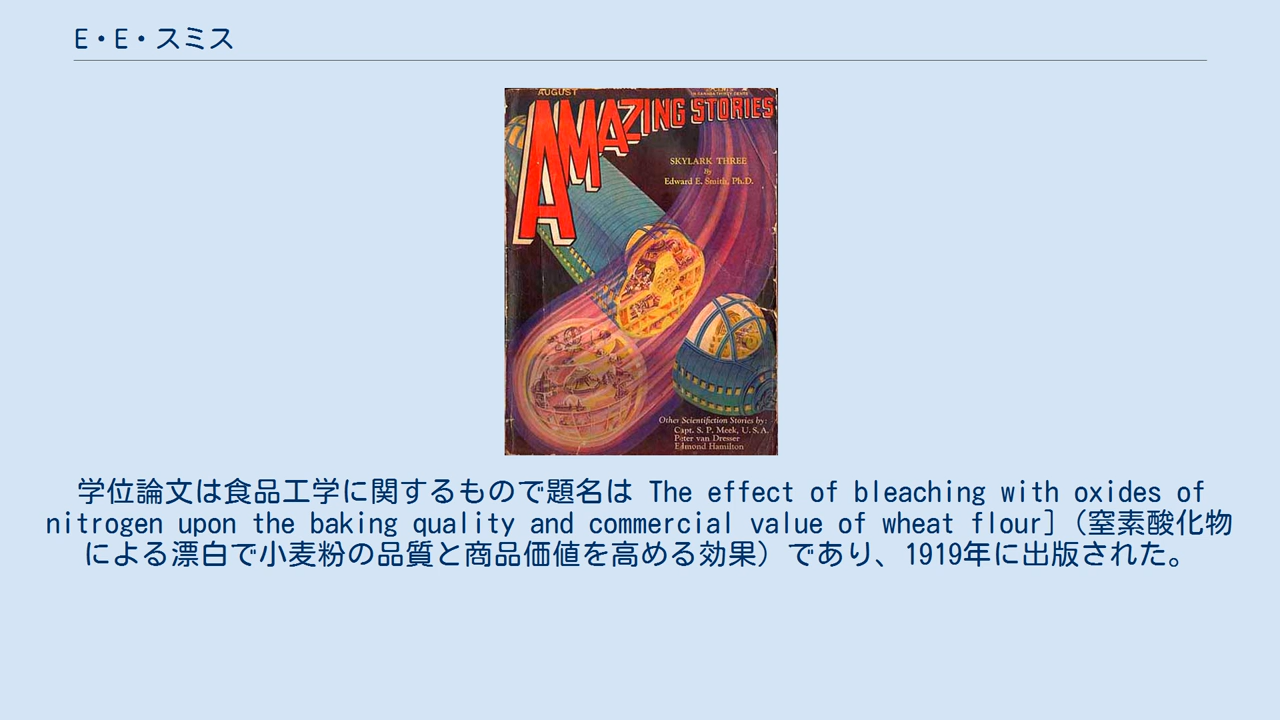 E・E・スミス
AUGUST
AMAZING STORIES
SKYLARK THREE
By
Edward E. Smith, Ph.D.
Other Scientifiction Stories by:
Capt. S. P. Meek, U. S. A.
Peter van Dresser
Edmond Hamilton
学位論文は食品工学に関するもので題名は The effect of bleaching with oxides of
nitrogen upon the baking quality and commercial value of wheat flour]（窒素酸化物
による漂白で小麦粉の品質と商品価値を高める効果）であり、1919年に出版された。